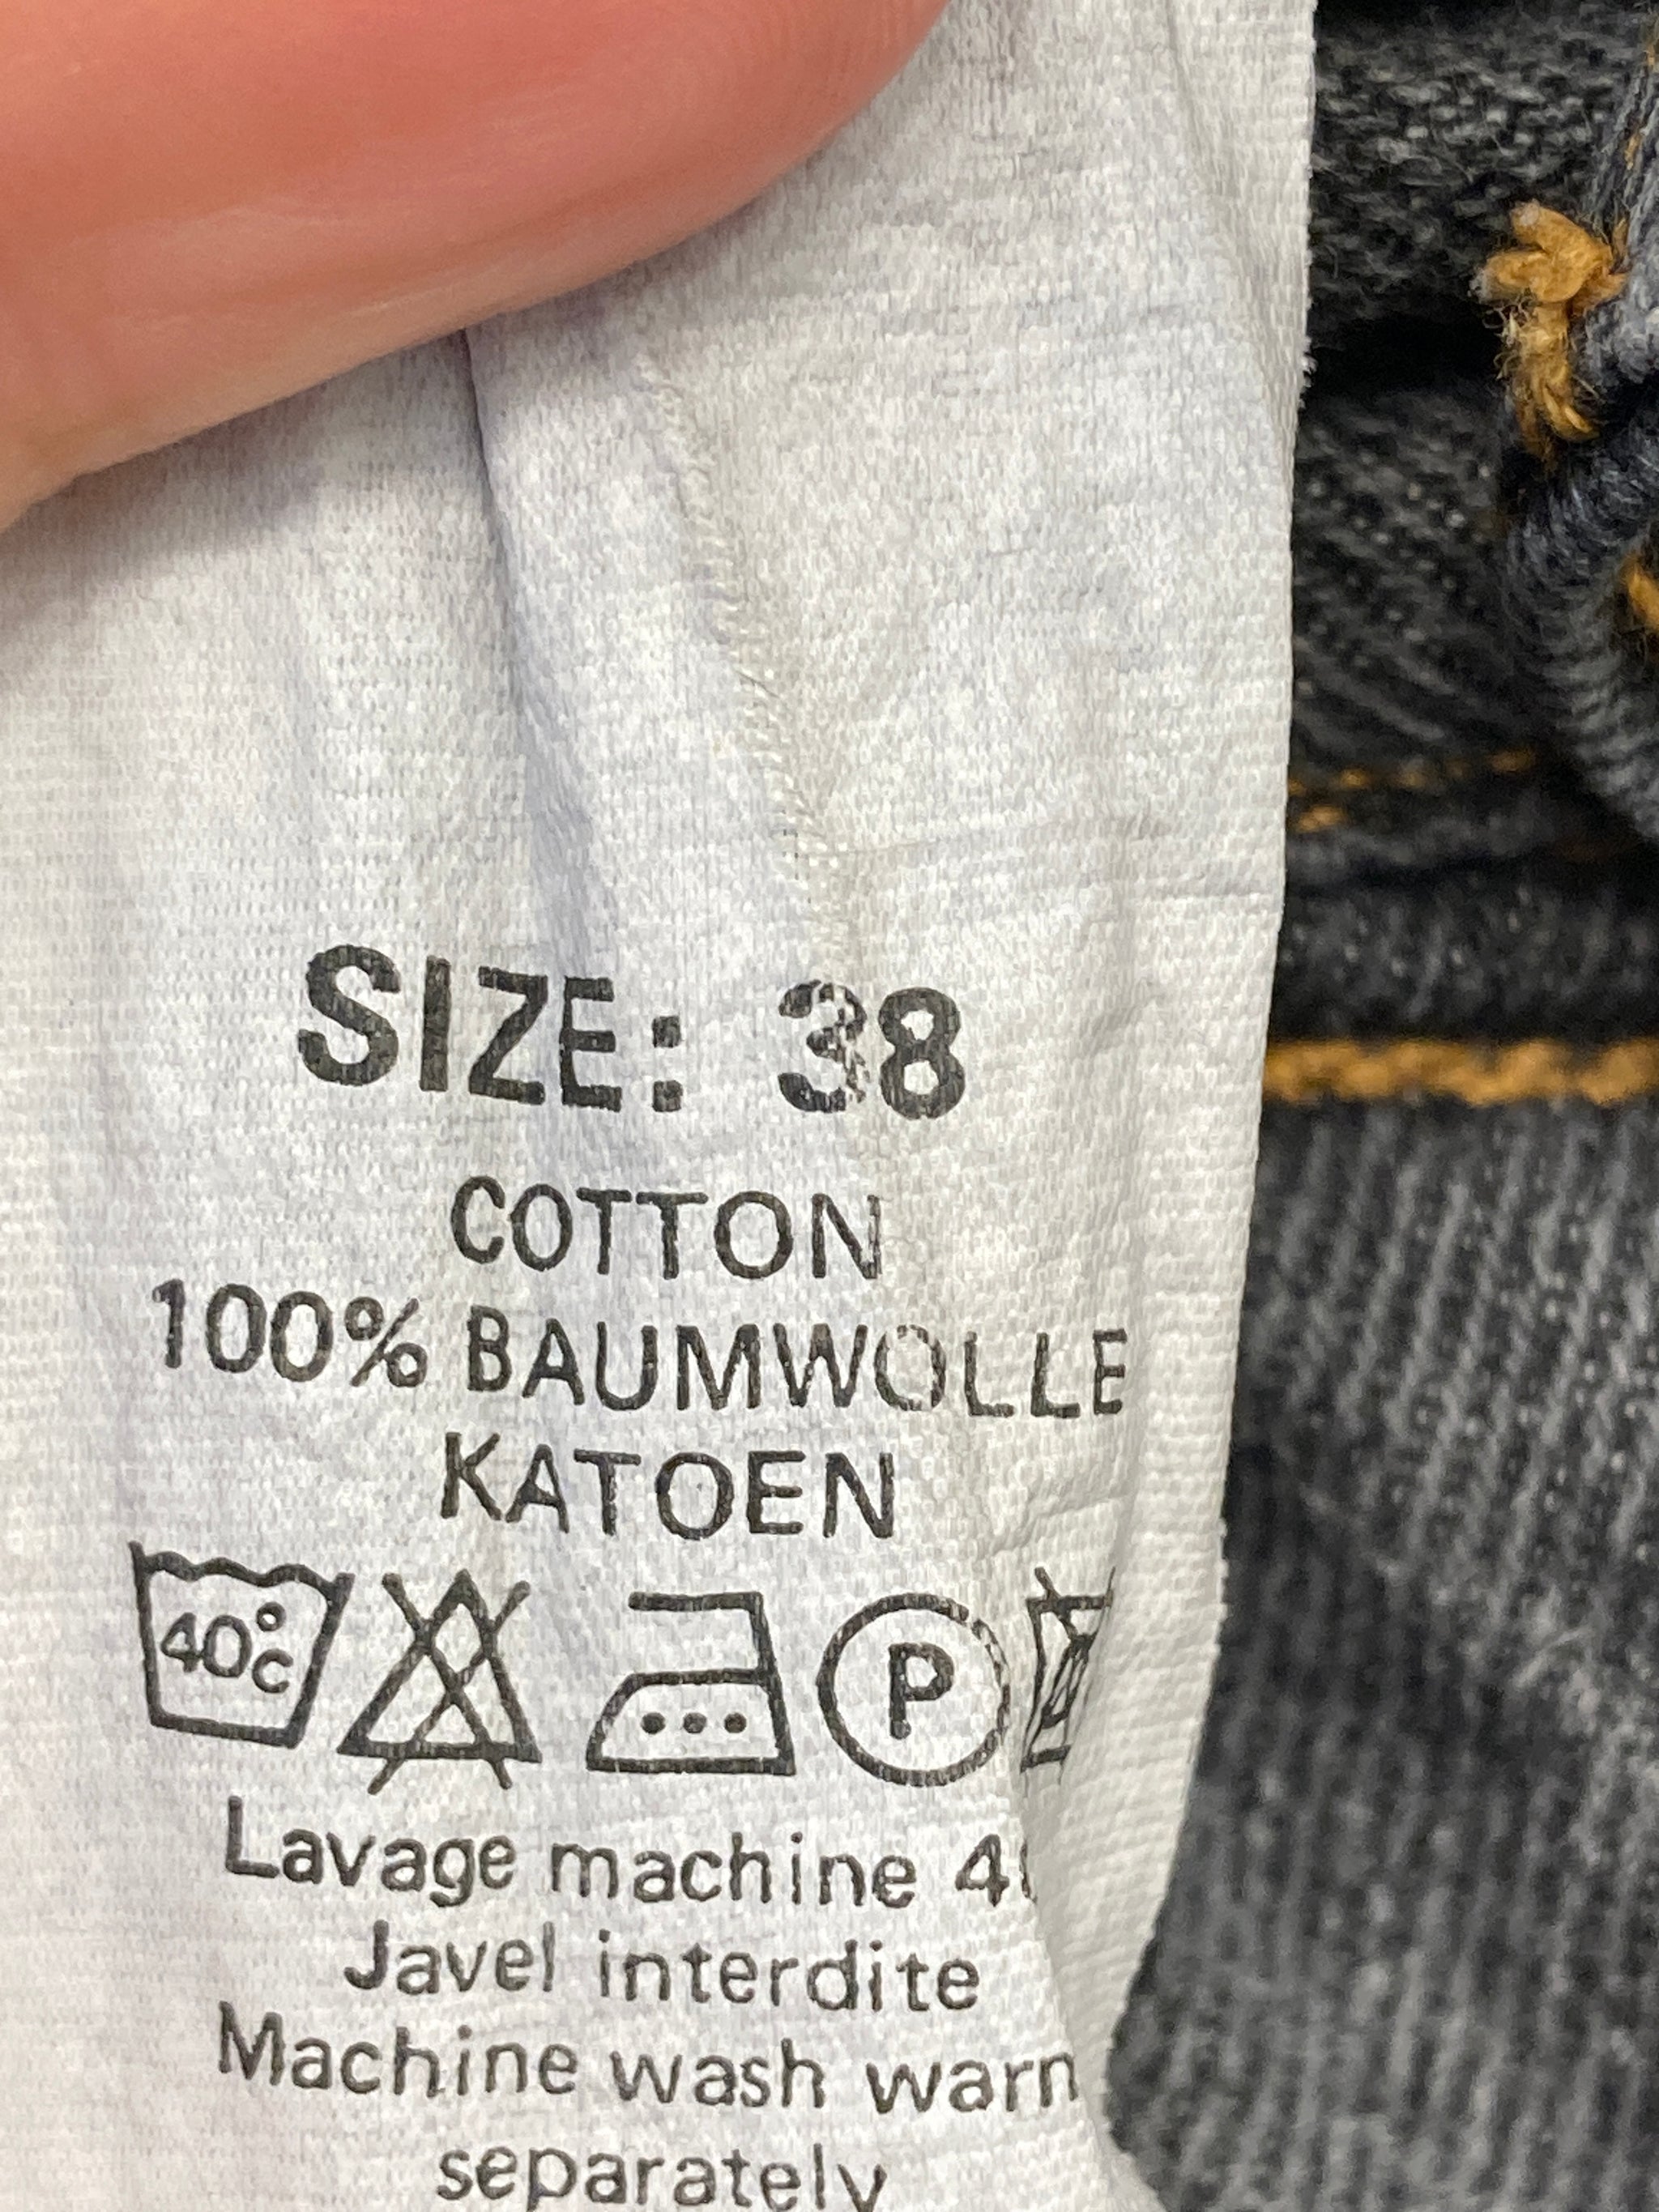 SIZE: 38
COTTON
100% BAUMWOLLE
KATOEN
40°C P
Lavage machine
Javel interdite
Machine wash
separately